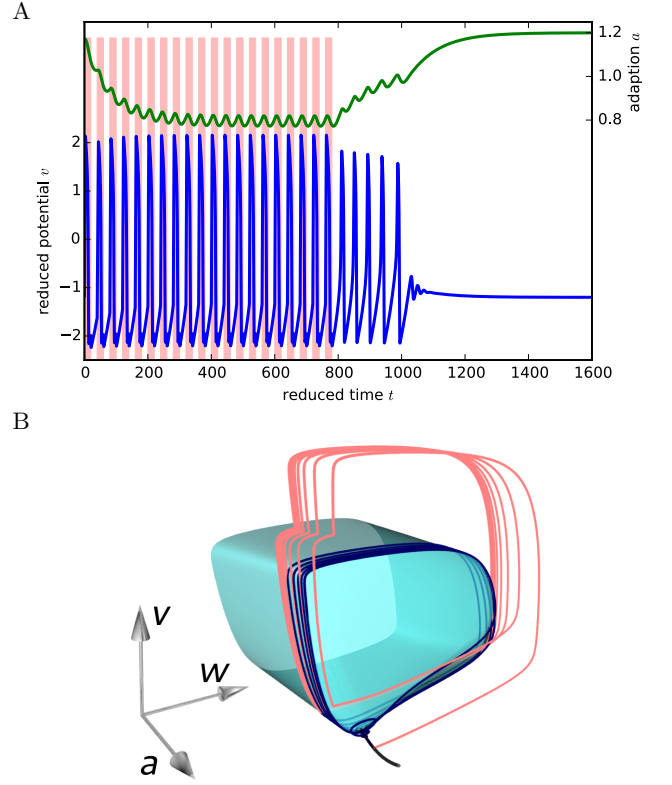 A
1.2
1.0
0.8
adaption a
2
1
0
−1
−2
reduced potential v
0 200 400 600 800 1000 1200 1400 1600
reduced time t
B
v
w
a